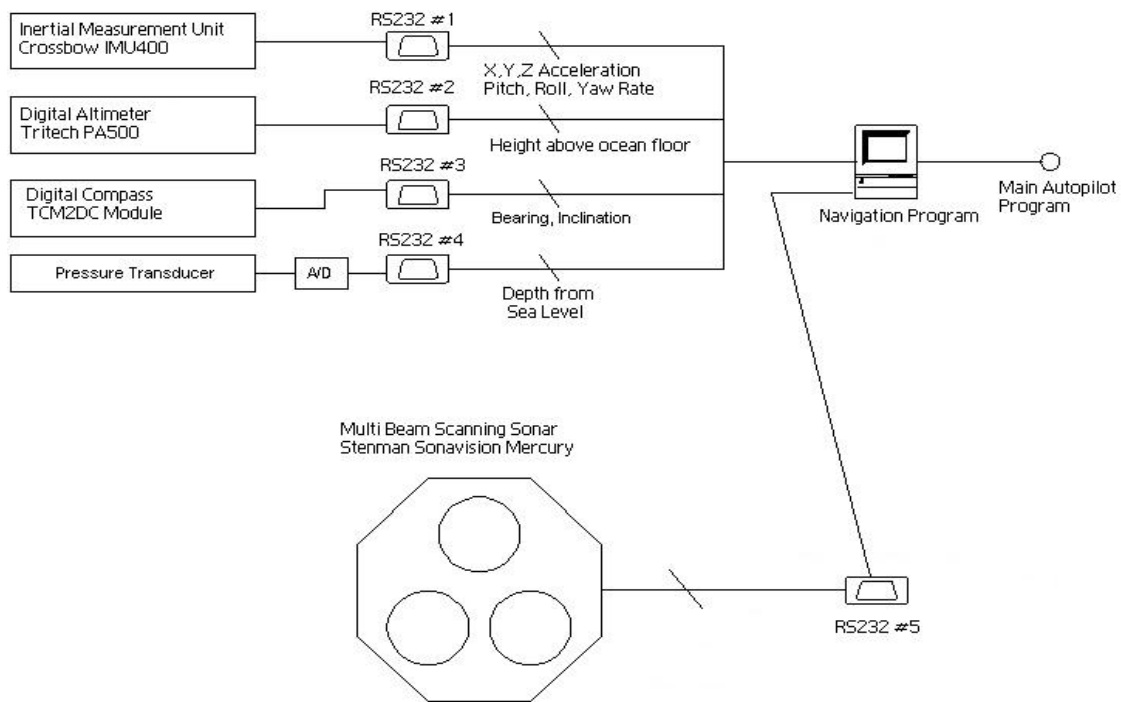 Inertial Measurement Unit
Crossbow IMU400
RS232 #1
X,Y,Z Acceleration
Pitch, Roll, Yaw Rate
Digital Altimeter
Tritech PA500
RS232 #2
Height above ocean floor
Digital Compass
TCM2DC Module
RS232 #3
Bearing, Inclination
Pressure Transducer
A/D
RS232 #4
Depth from
Sea Level
Navigation Program
Main Autopilot
Program
Multi Beam Scanning Sonar
Stenman Sonavision Mercury
RS232 #5